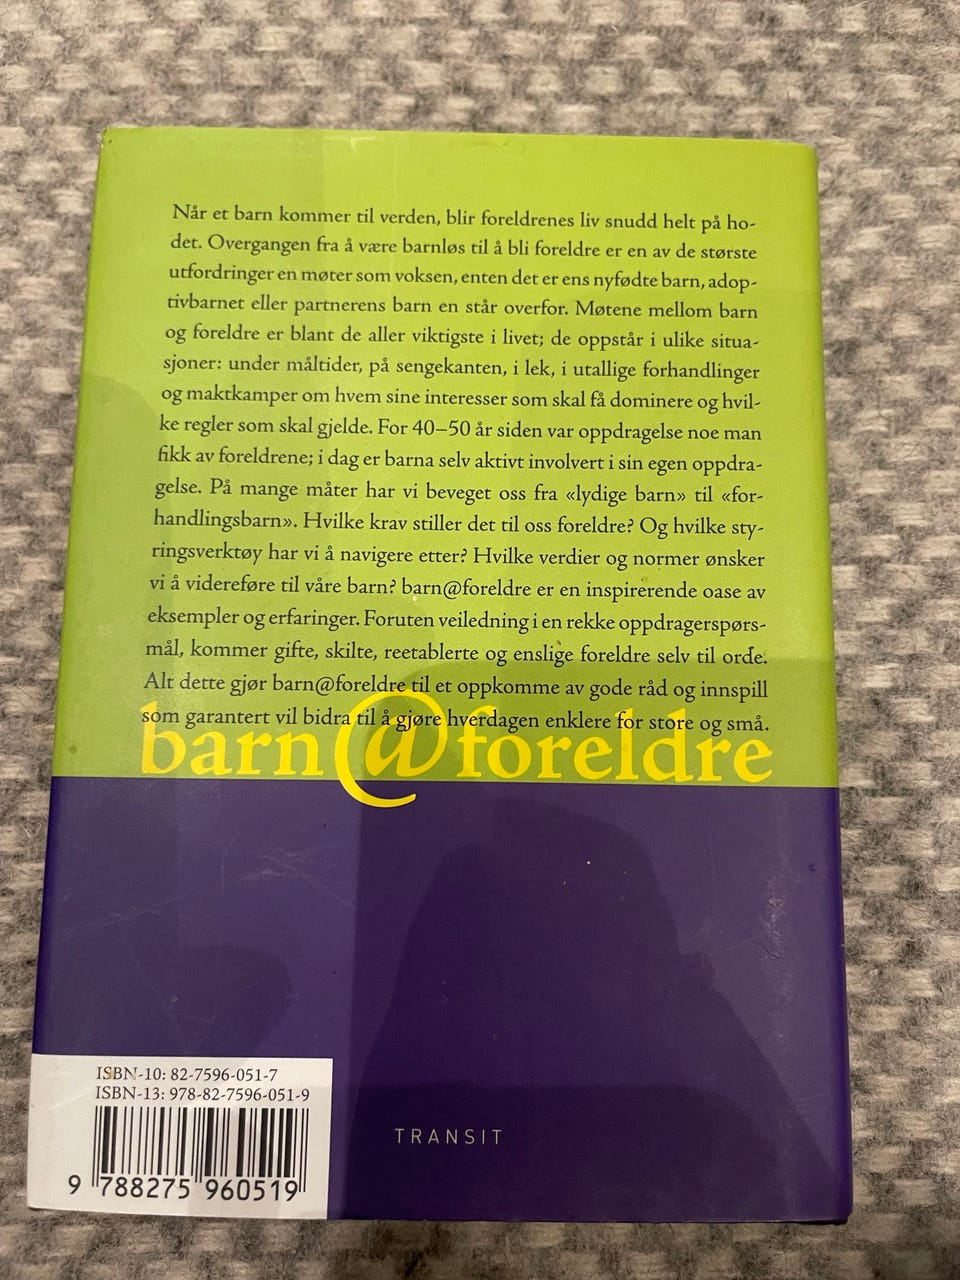 Når et barn kommer til verden, blir foreldrenes liv snudd helt på ho-
det. Overgangen fra å være barnløs til å bli foreldre er en av de største
utfordringer en møter som voksen, enten det er ens nyfødte barn, adop-
tivbarnet eller partnerens barn en står overfor. Møtene mellom barn
og foreldre er blant de aller viktigste i livet; de oppstår i ulike situa-
sjoner: under måltider, på sengekanten, i lek, i utallige forhandlinger
og maktkamper om hvem sine interesser som skal få dominere og hvil-
ke regler som skal gjelde. For 40–50 år siden var oppdragelse noe man
fikk av foreldrene; i dag er barna selv aktivt involvert i sin egen oppdra-
gelse. På mange måter har vi beveget oss fra «lydige barn» til «for-
handlingsbarn». Hvilke krav stiller det til oss foreldre? Og hvilke sty-
ringsverktøy har vi å navigere etter? Hvilke verdier og normer ønsker
vi å videreføre til våre barn? barn@foreldre er en inspirerende oase av
eksempler og erfaringer. Foruten veiledning i en rekke oppdragerspørs-
mål, kommer gifte, skilte, reetablerte og enslige foreldre selv til orde.
Alt dette gjør barn@foreldre til et oppkomme av gode råd og innspill
som garantert vil bidra til å gjøre hverdagen enklere for store og små.
barn@foreldre
ISBN-10: 82-7596-051-7
ISBN-13: 978-82-7596-051-9
9 788275 960519
TRANSIT